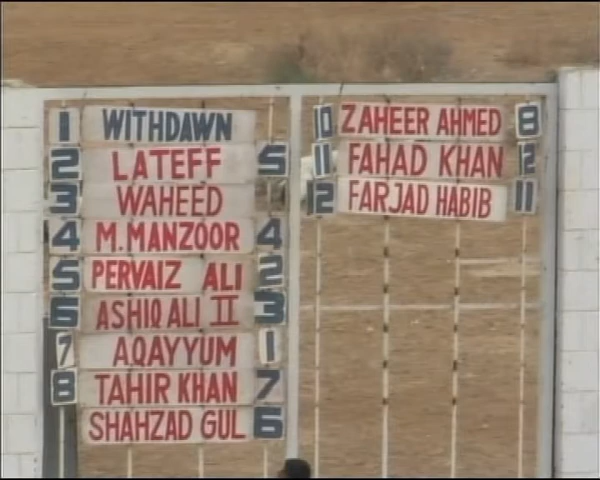 1 WITHDAWN
2 LATEFF 5
3 WAHEED
4 M.MANZOOR 4
5 PERVAIZ ALI 2
6 ASHIQ ALI II 3
7 AQAYYUM 1
8 TAHIR KHAN 7
SHAHZAD GUL 6
10 ZAHEER AHMED 8
11 FAHAD KHAN 12
12 FARJAD HABIB 11